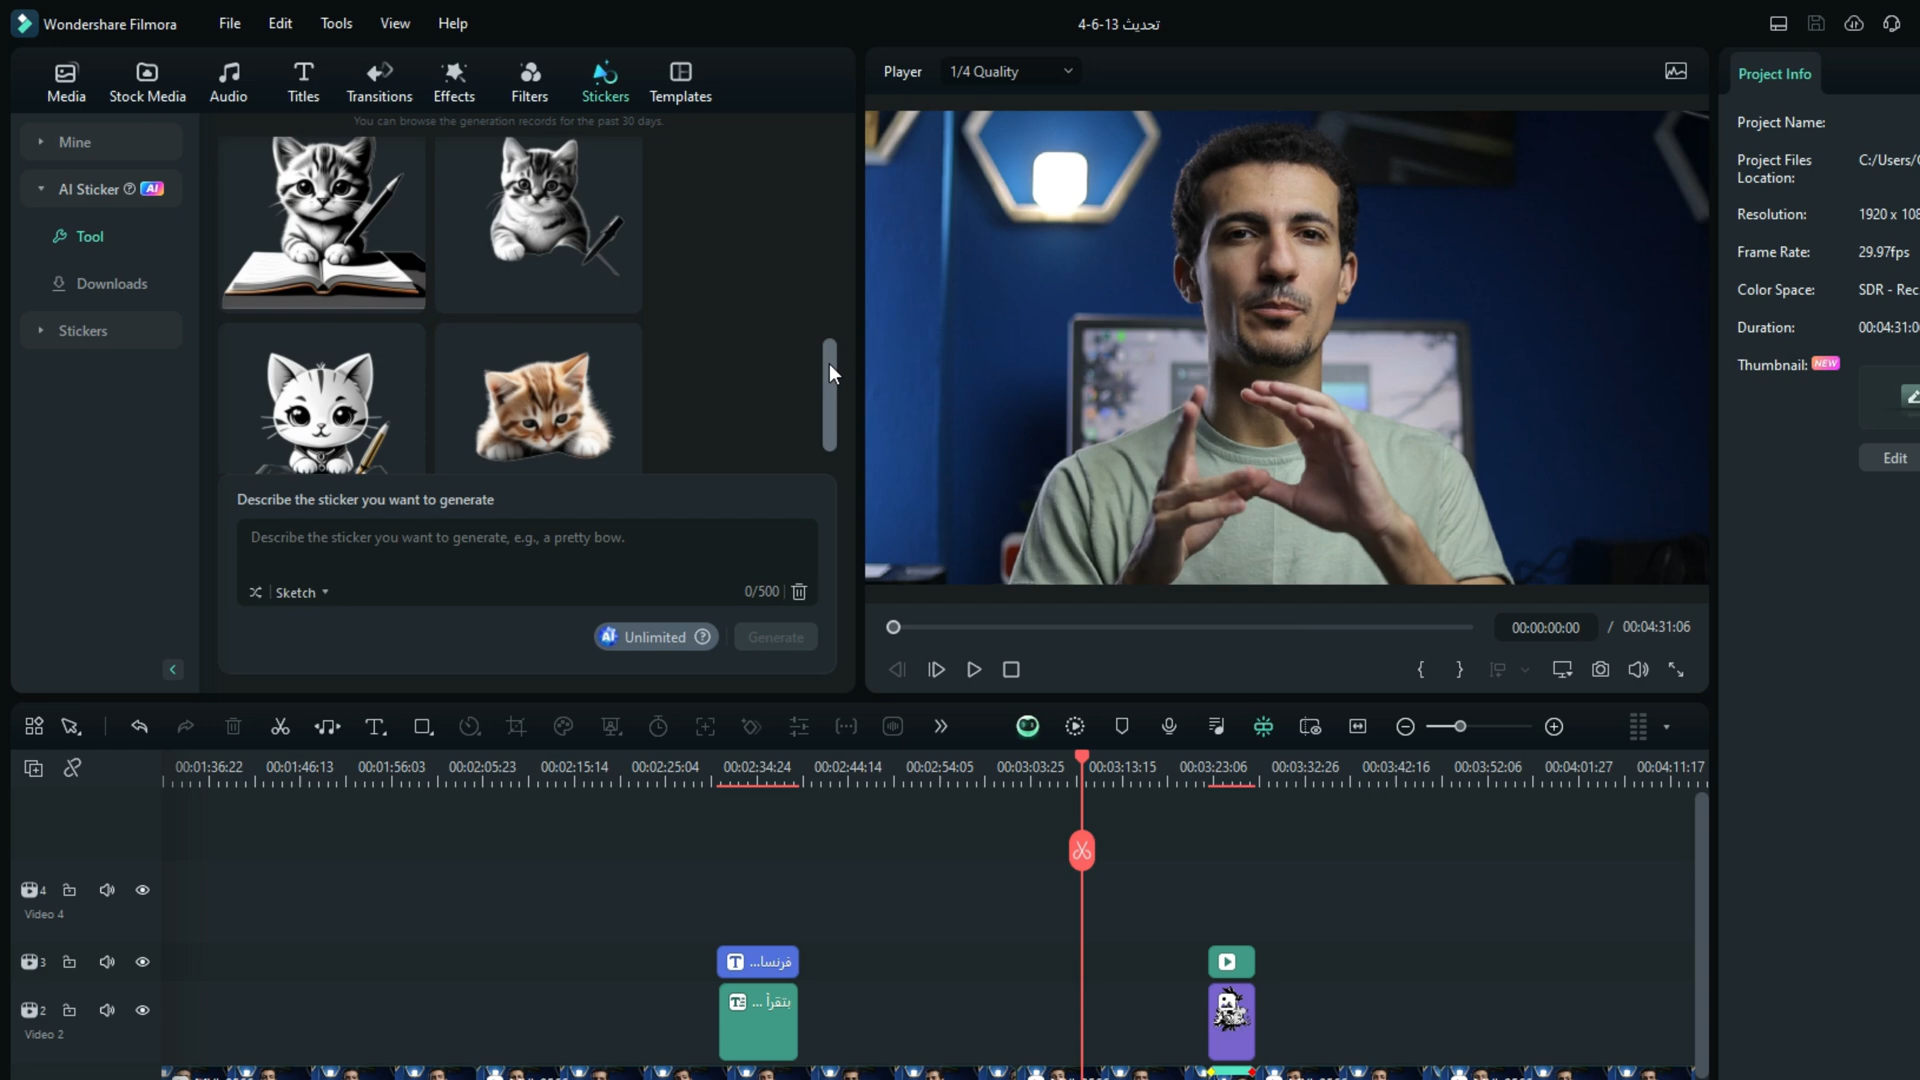 Wondershare Filmora File Edit Tools View Help تحديث 13-6-4
Media Stock Media Audio Titles Transitions Effects Filters Stickers Templates
You can browse the generation records for the past 30 days.
Mine
AI Sticker AI
Tool
Downloads
Stickers
Describe the sticker you want to generate
Describe the sticker you want to generate, e.g., a pretty bow.
Sketch 0/500
AI Unlimited Generate
Player 1/4 Quality
00:00:00:00 / 00:04:31:06
Project Info
Project Name:
Project Files Location: C:/Users/
Resolution: 1920 x 108
Frame Rate: 29.97fps
Color Space: SDR - Rec
Duration: 00:04:31:0
Thumbnail: NEW
Edit
00:01:36:22 00:01:46:13 00:01:56:03 00:02:05:23 00:02:15:14 00:02:25:04 00:02:34:24 00:02:44:14 00:02:54:05 00:03:03:25 00:03:13:15 00:03:23:06 00:03:32:26 00:03:42:16 00:03:52:06 00:04:01:27 00:04:11:17
4
Video 4
3
فرنسا...
2
Video 2
بتقرأ ...